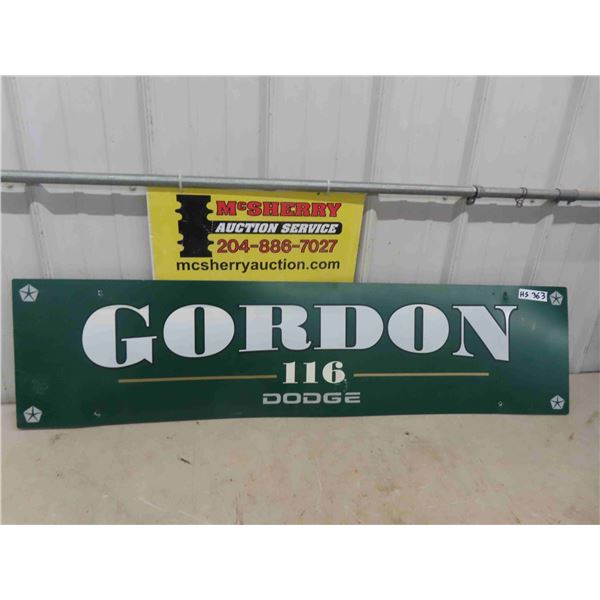 McSHERRY
AUCTION SERVICE
204-886-7027
mcsherryauction.com
HS 363
GORDON
116
DODGE